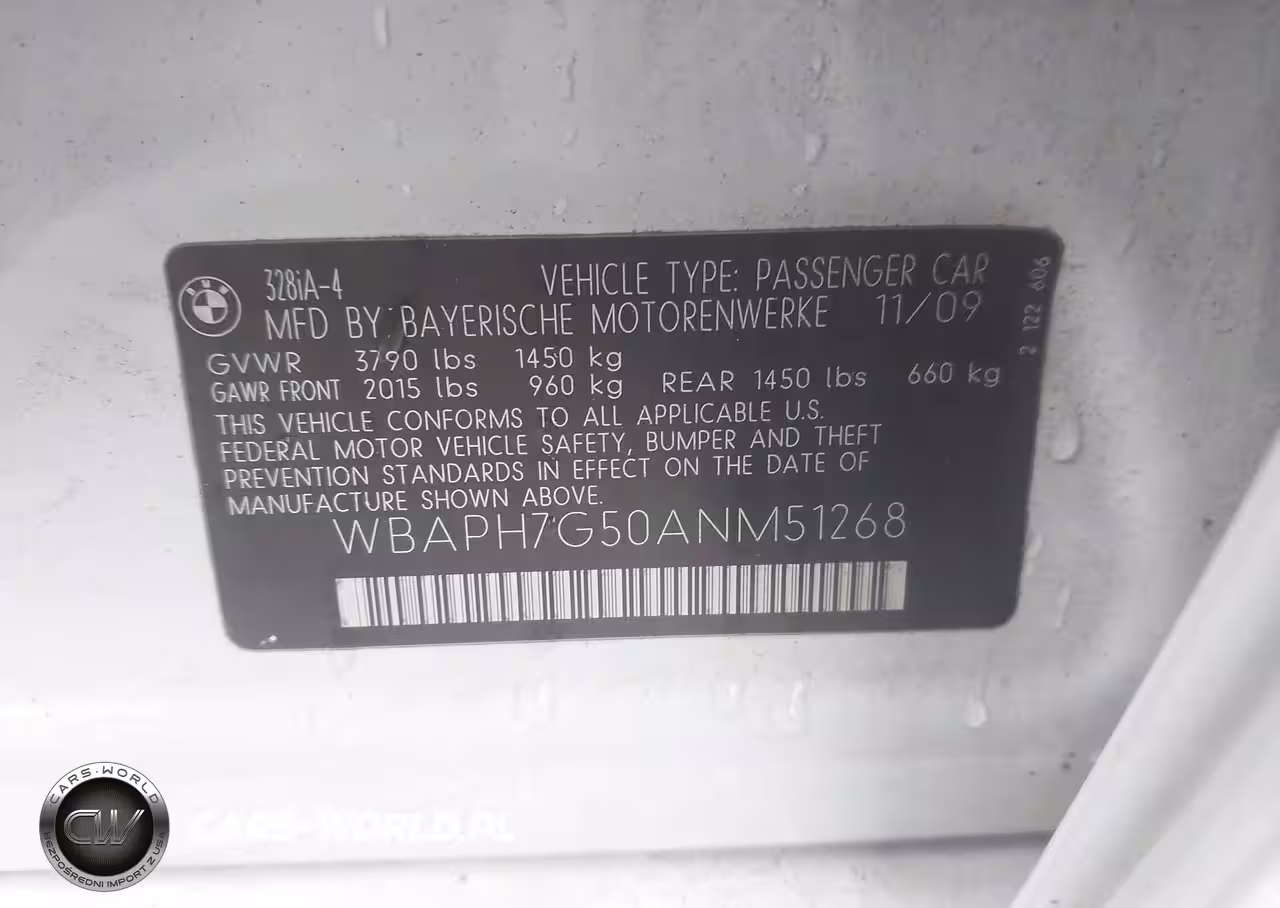 BMW
328iA-4
VEHICLE TYPE: PASSENGER CAR
MFD BY BAYERISCHE MOTORENWERKE 11/09
GVWR 3790 lbs 1450 kg
GAWR FRONT 2015 lbs 960 kg REAR 1450 lbs 660 kg
THIS VEHICLE CONFORMS TO ALL APPLICABLE U.S.
FEDERAL MOTOR VEHICLE SAFETY, BUMPER AND THEFT
PREVENTION STANDARDS IN EFFECT ON THE DATE OF
MANUFACTURE SHOWN ABOVE.
WBAPH7G50ANM51268
2 122 606
CARS-WORLD
CW
BEZPOŚREDNI IMPORT Z USA
CARS-WORLD.PL